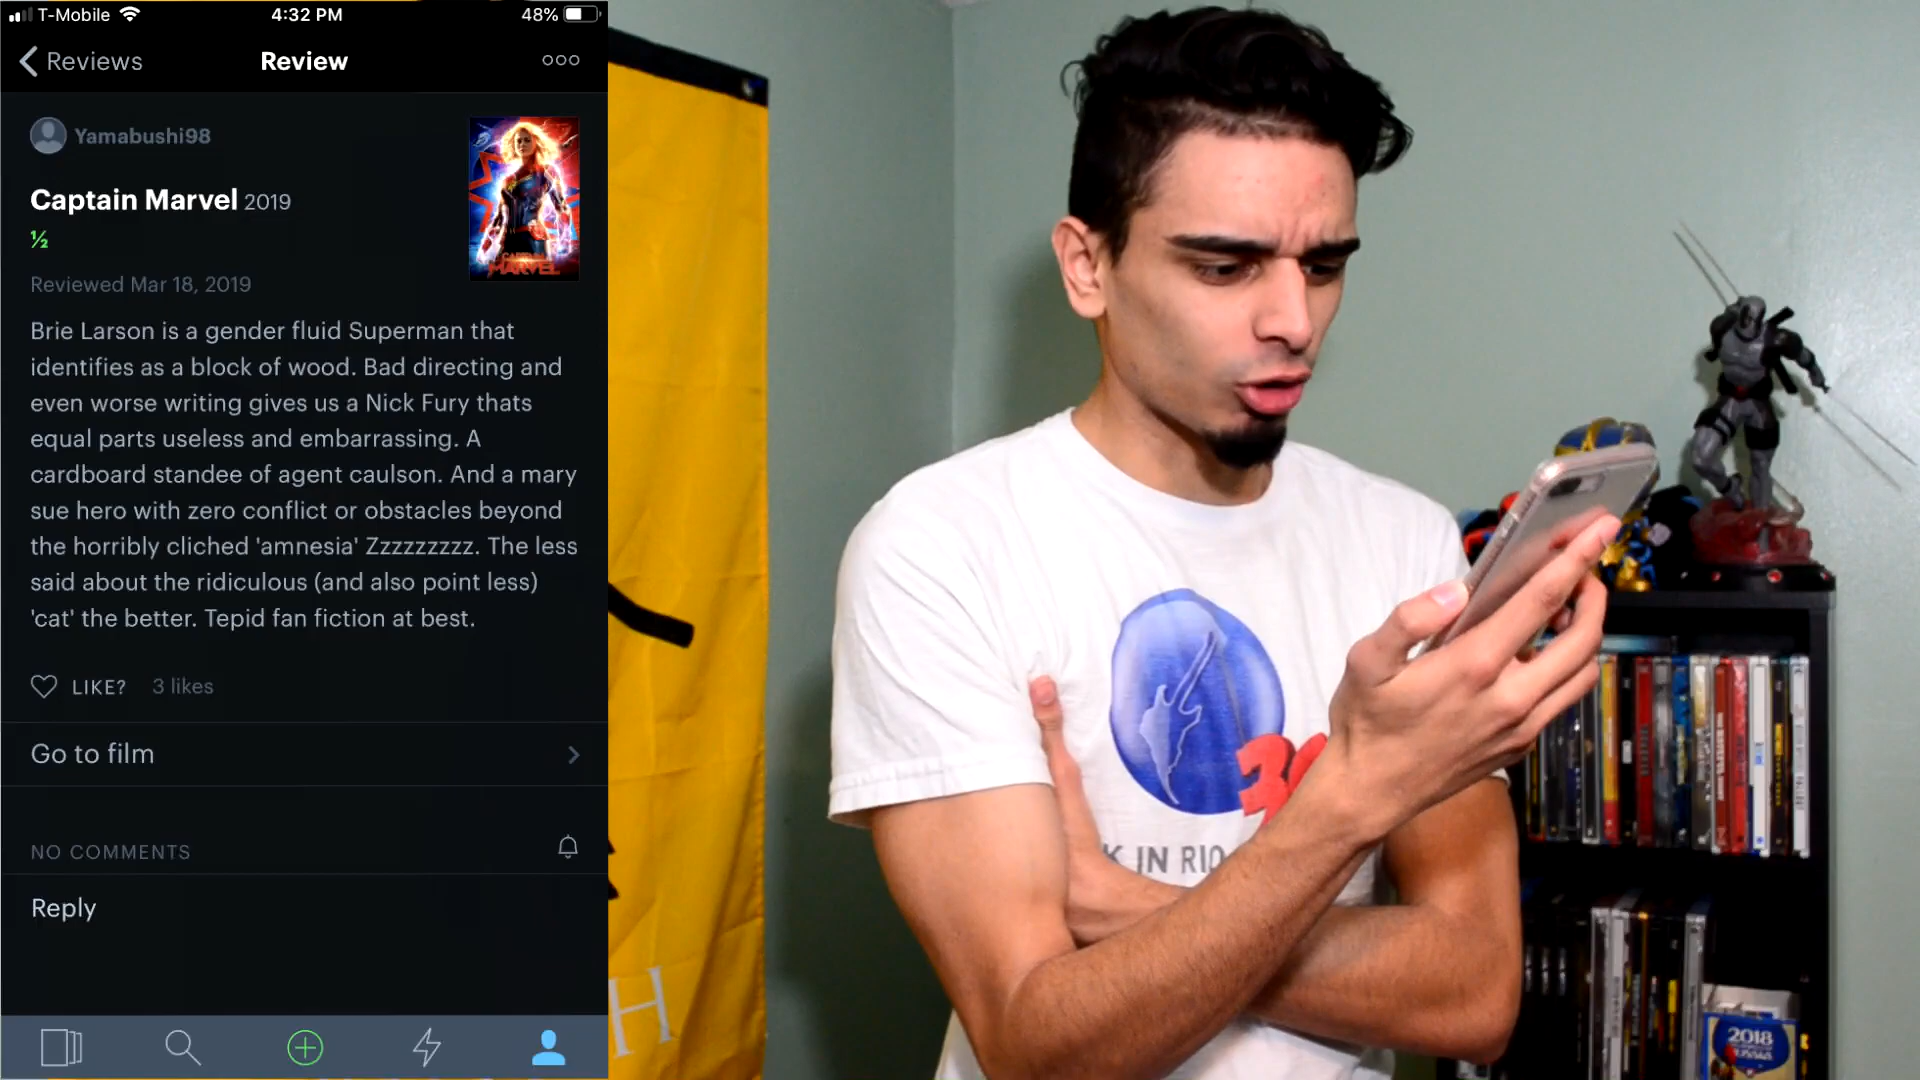 T-Mobile 4:32 PM 48%
Reviews Review
Yamabushi98
Captain Marvel 2019
½
Reviewed Mar 18, 2019
Brie Larson is a gender fluid Superman that
identifies as a block of wood. Bad directing and
even worse writing gives us a Nick Fury thats
equal parts useless and embarrassing. A
cardboard standee of agent caulson. And a mary
sue hero with zero conflict or obstacles beyond
the horribly cliched 'amnesia' Zzzzzzzzz. The less
said about the ridiculous (and also point less)
'cat' the better. Tepid fan fiction at best.
LIKE? 3 likes
Go to film
NO COMMENTS
Reply
CAPTAIN
MARVEL
H
30
K IN RIO
2018
RUSSIA